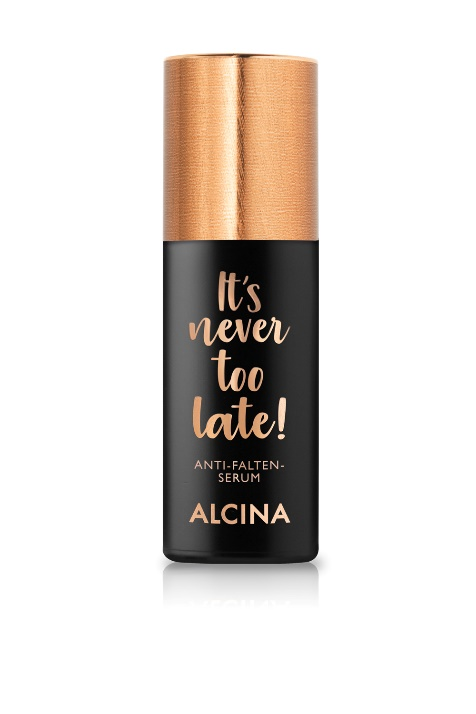 It's
never
too
late!
ANTI-FALTEN-
SERUM
ALCINA